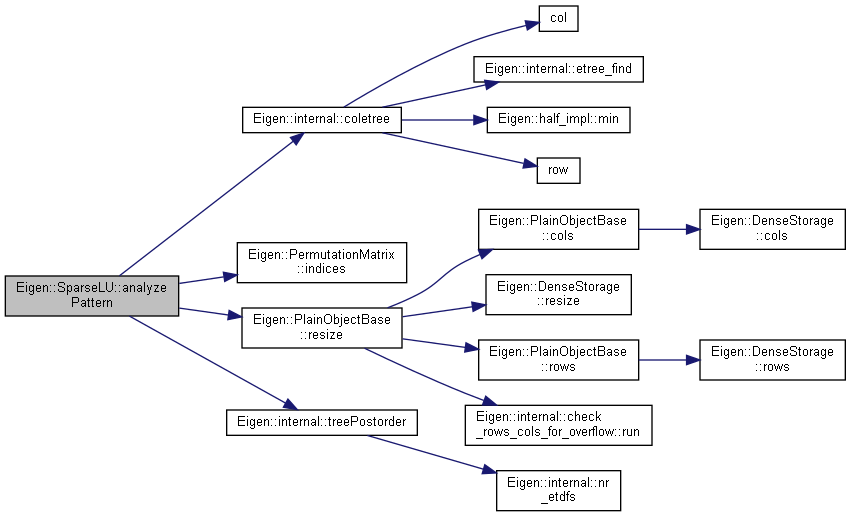 col
Eigen::internal::etree_find
Eigen::internal::coletree
Eigen::half_impl::min
row
Eigen::PlainObjectBase
::cols
Eigen::DenseStorage
::cols
Eigen::PermutationMatrix
::indices
Eigen::SparseLU::analyze
Pattern
Eigen::DenseStorage
::resize
Eigen::PlainObjectBase
::resize
Eigen::PlainObjectBase
::rows
Eigen::DenseStorage
::rows
Eigen::internal::treePostorder
Eigen::internal::check
_rows_cols_for_overflow::run
Eigen::internal::nr
_etdfs